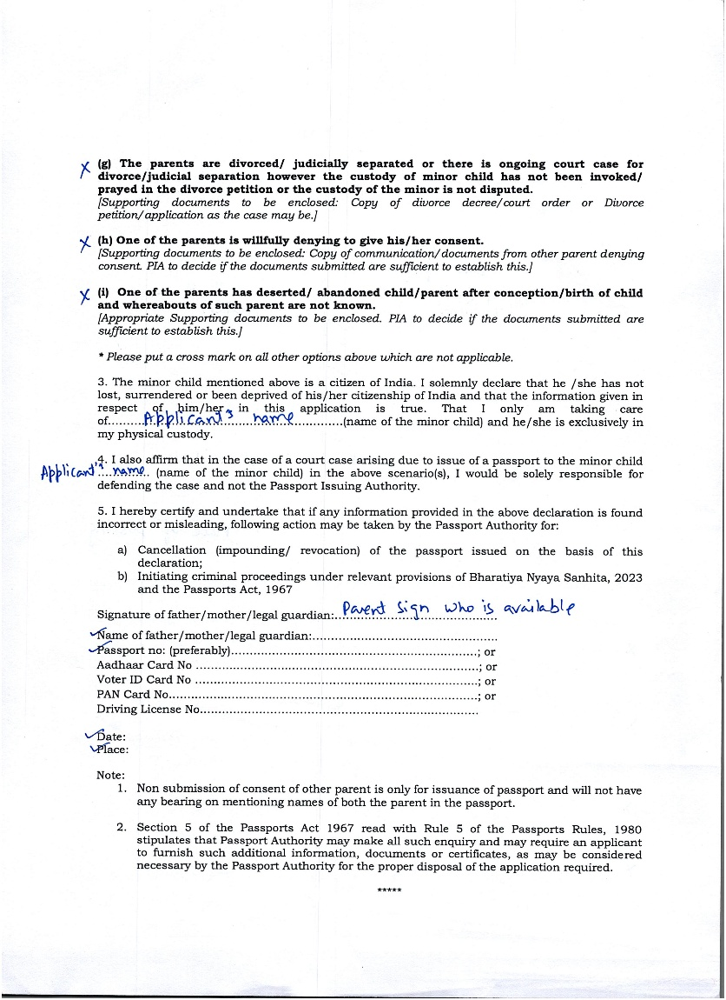 X (g) The parents are divorced/ judicially separated or there is ongoing court case for
divorce/judicial separation however the custody of minor child has not been invoked/
prayed in the divorce petition or the custody of the minor is not disputed.
[Supporting documents to be enclosed: Copy of divorce decree/court order or Divorce
petition/application as the case may be.]
X (h) One of the parents is willfully denying to give his/her consent.
[Supporting documents to be enclosed: Copy of communication/documents from other parent denying
consent. PIA to decide if the documents submitted are sufficient to establish this.]
X (i) One of the parents has deserted/ abandoned child/parent after conception/birth of child
and whereabouts of such parent are not known.
[Appropriate Supporting documents to be enclosed. PIA to decide if the documents submitted are
sufficient to establish this.]
* Please put a cross mark on all other options above which are not applicable.
3. The minor child mentioned above is a citizen of India. I solemnly declare that he /she has not
lost, surrendered or been deprived of his/her citizenship of India and that the information given in
respect of him/her in this application is true. That I only am taking care
of.........Applicant's name..............(name of the minor child) and he/she is exclusively in
my physical custody.
4. I also affirm that in the case of a court case arising due to issue of a passport to the minor child
Applicant's name.. (name of the minor child) in the above scenario(s), I would be solely responsible for
defending the case and not the Passport Issuing Authority.
5. I hereby certify and undertake that if any information provided in the above declaration is found
incorrect or misleading, following action may be taken by the Passport Authority for:
a) Cancellation (impounding/ revocation) of the passport issued on the basis of this
declaration;
b) Initiating criminal proceedings under relevant provisions of Bharatiya Nyaya Sanhita, 2023
and the Passports Act, 1967
Signature of father/mother/legal guardian:..Parent sign who is available
✓Name of father/mother/legal guardian:..........................................
✓Passport no: (preferably).......................................................; or
Aadhaar Card No ...............................................................; or
Voter ID Card No ...............................................................; or
PAN Card No.....................................................................; or
Driving License No..............................................................
✓Date:
✓Place:
Note:
1. Non submission of consent of other parent is only for issuance of passport and will not have
any bearing on mentioning names of both the parent in the passport.
2. Section 5 of the Passports Act 1967 read with Rule 5 of the Passports Rules, 1980
stipulates that Passport Authority may make all such enquiry and may require an applicant
to furnish such additional information, documents or certificates, as may be considered
necessary by the Passport Authority for the proper disposal of the application required.
*****